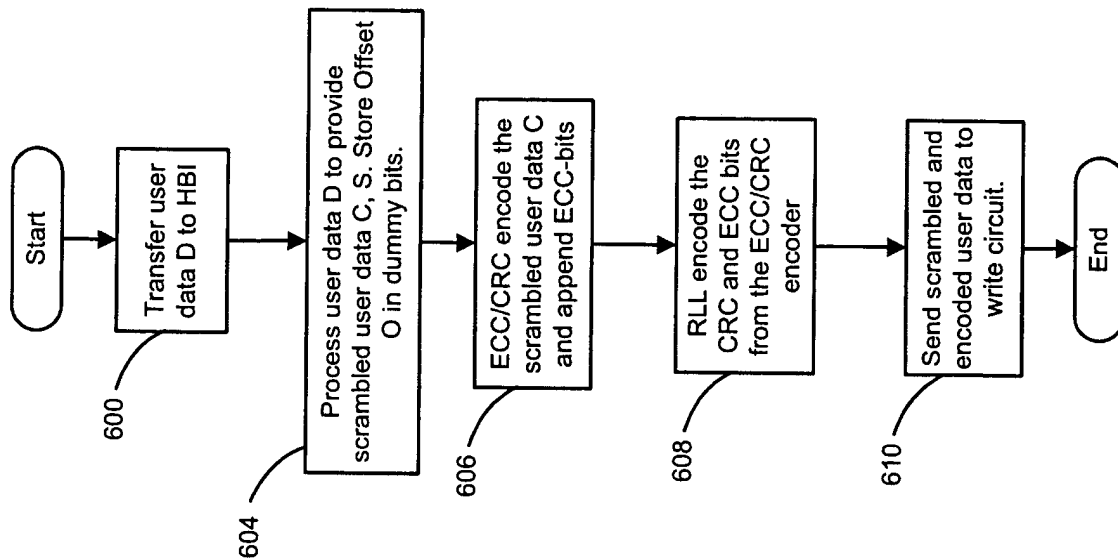 Start
Transfer user
data D to HBI
600
Process user data D to provide
scrambled user data C, S. Store Offset
O in dummy bits.
604
ECC/CRC encode the
scrambled user data C
and append ECC-bits
606
RLL encode the
CRC and ECC bits
from the ECC/CRC
encoder
608
Send scrambled and
encoded user data to
write circuit.
610
End